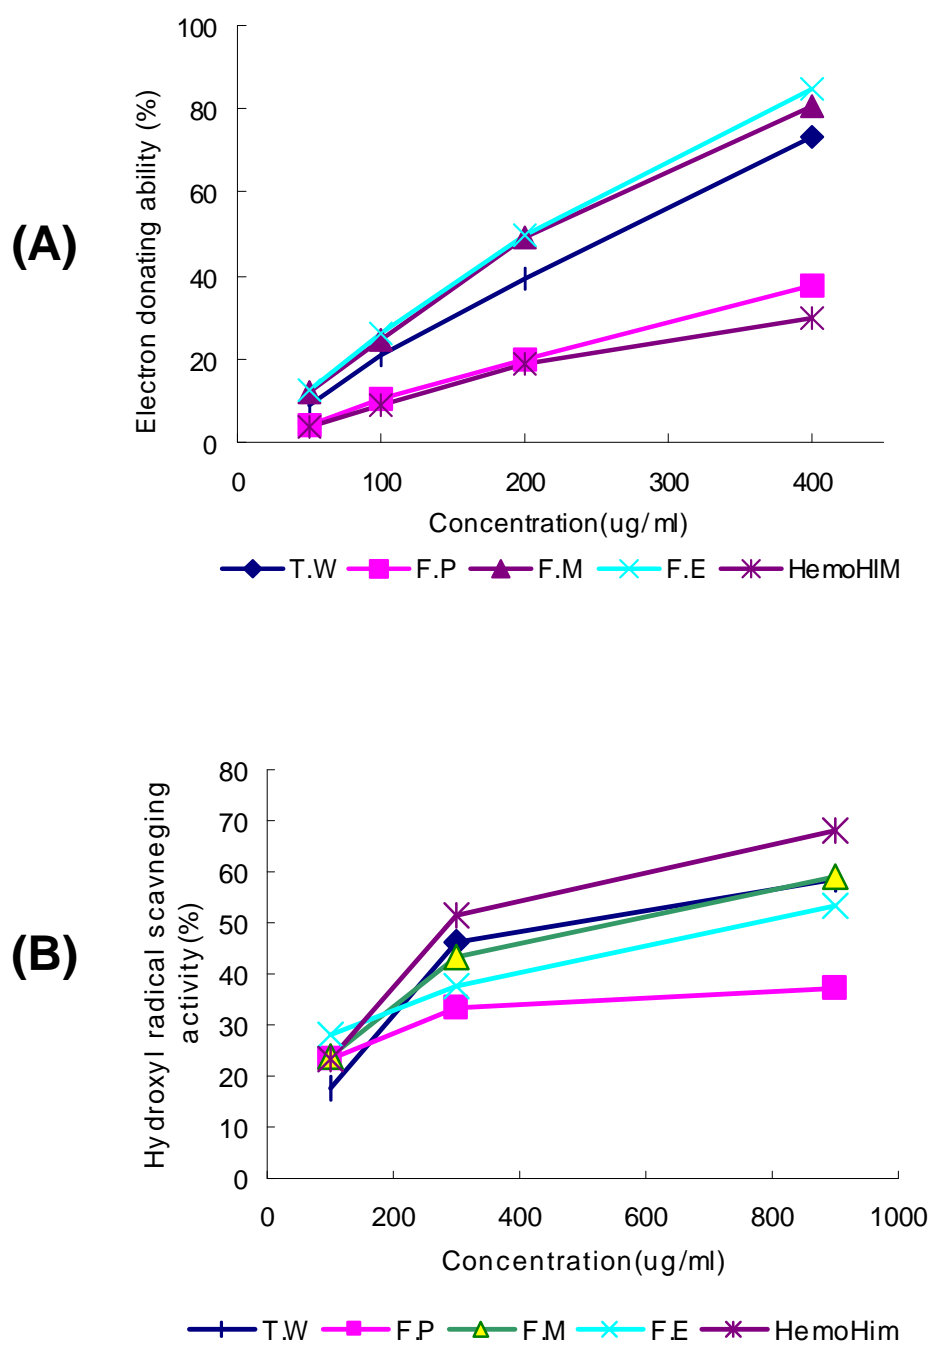 (A)
Electron donating ability (%)
100
80
60
40
20
0
0 100 200 300 400
Concentration(ug/ml)
T.W F.P F.M F.E HemoHIM
(B)
Hydroxyl radical scavneging
activity(%)
80
70
60
50
40
30
20
10
0
0 200 400 600 800 1000
Concentration(ug/ml)
T.W F.P F.M F.E HemoHim